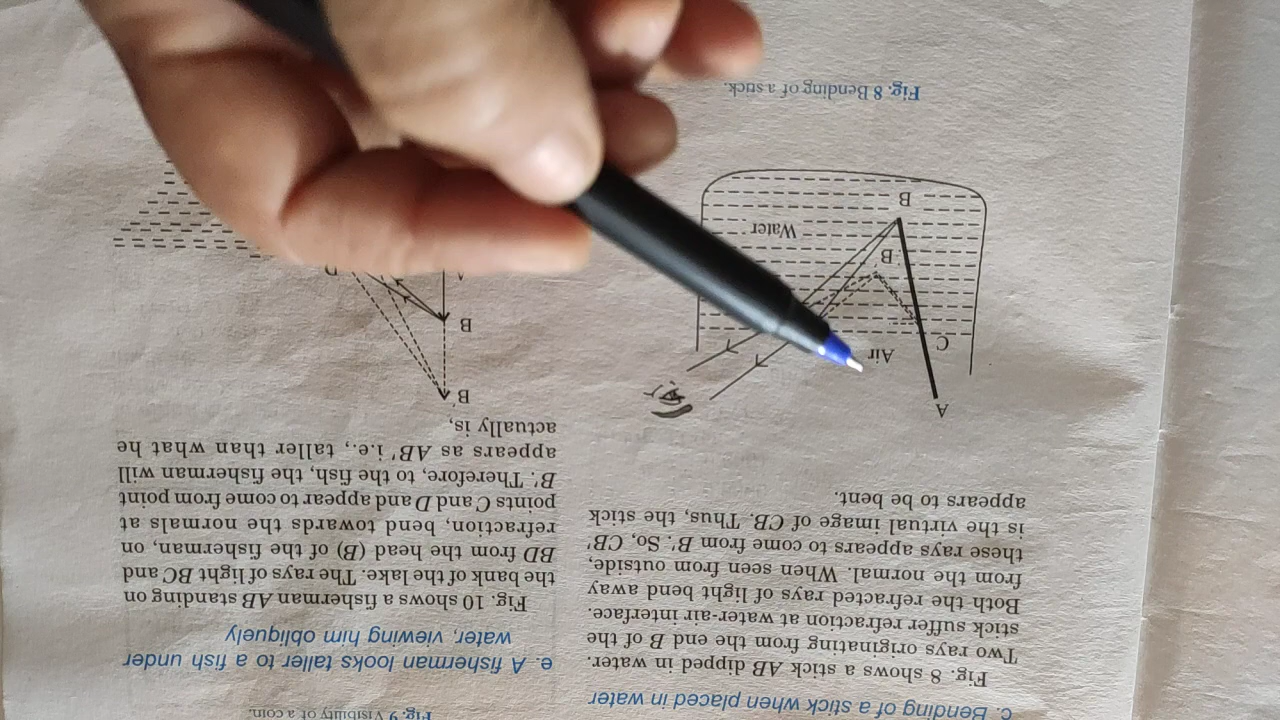 c. Bending of a stick when placed in water
Fig. 8 shows a stick AB dipped in water.
Two rays originating from the end B of the
stick suffer refraction at water-air interface.
Both the refracted rays of light bend away
from the normal. When seen from outside,
these rays appears to come from B'. So, CB'
is the virtual image of CB. Thus, the stick
appears to be bent.
A
Air
C
B
Water
B
Fig. 8 Bending of a stick.
Fig. 9 Visibility of a coin.
e. A fisherman looks taller to a fish under
water, viewing him obliquely
Fig. 10 shows a fisherman AB standing on
the bank of the lake. The rays of light BC and
BD from the head (B) of the fisherman, on
refraction, bend towards the normals at
points C and D and appear to come from point
B'. Therefore, to the fish, the fisherman will
appears as AB' i.e., taller than what he
actually is,
B'
B